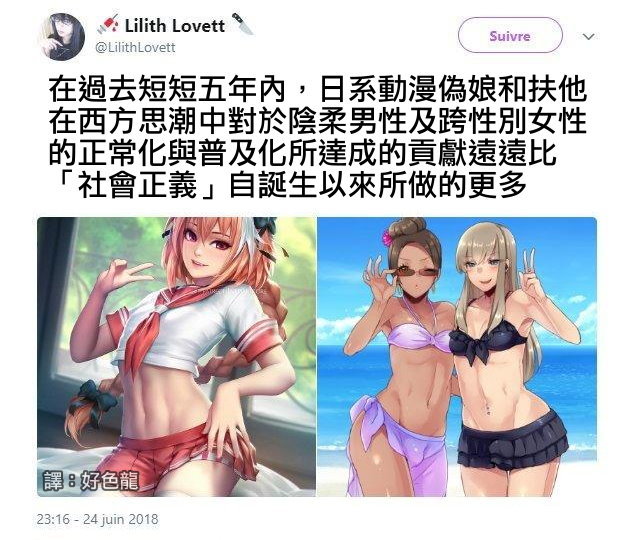 Lilith Lovett
@LilithLovett
Suivre
在過去短短五年內，日系動漫偽娘和扶他
在西方思潮中對於陰柔男性及跨性別女性
的正常化與普及化所達成的貢獻遠遠比
「社會正義」自誕生以來所做的更多
譯：好色龍
23:16 - 24 juin 2018